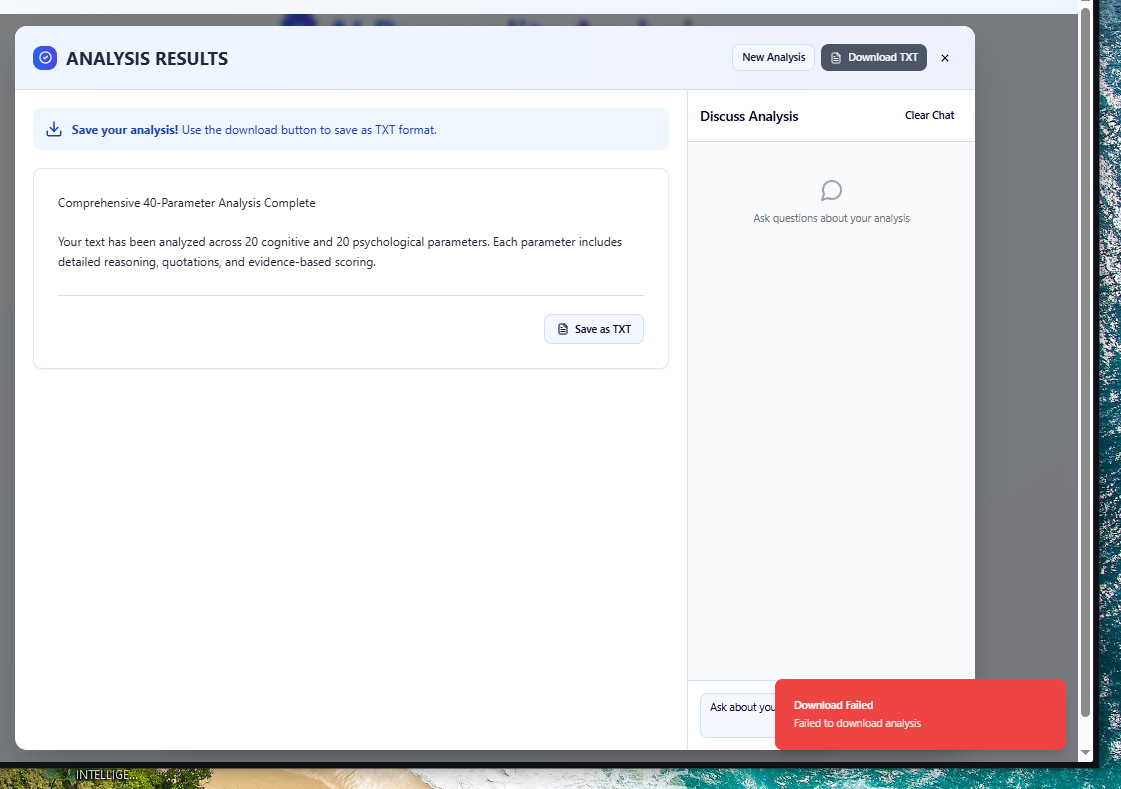 ANALYSIS RESULTS
New Analysis
Download TXT
Save your analysis! Use the download button to save as TXT format.
Discuss Analysis
Clear Chat
Comprehensive 40-Parameter Analysis Complete
Your text has been analyzed across 20 cognitive and 20 psychological parameters. Each parameter includes
detailed reasoning, quotations, and evidence-based scoring.
Save as TXT
Ask questions about your analysis
Ask about you
Download Failed
Failed to download analysis
INTELLIGE...